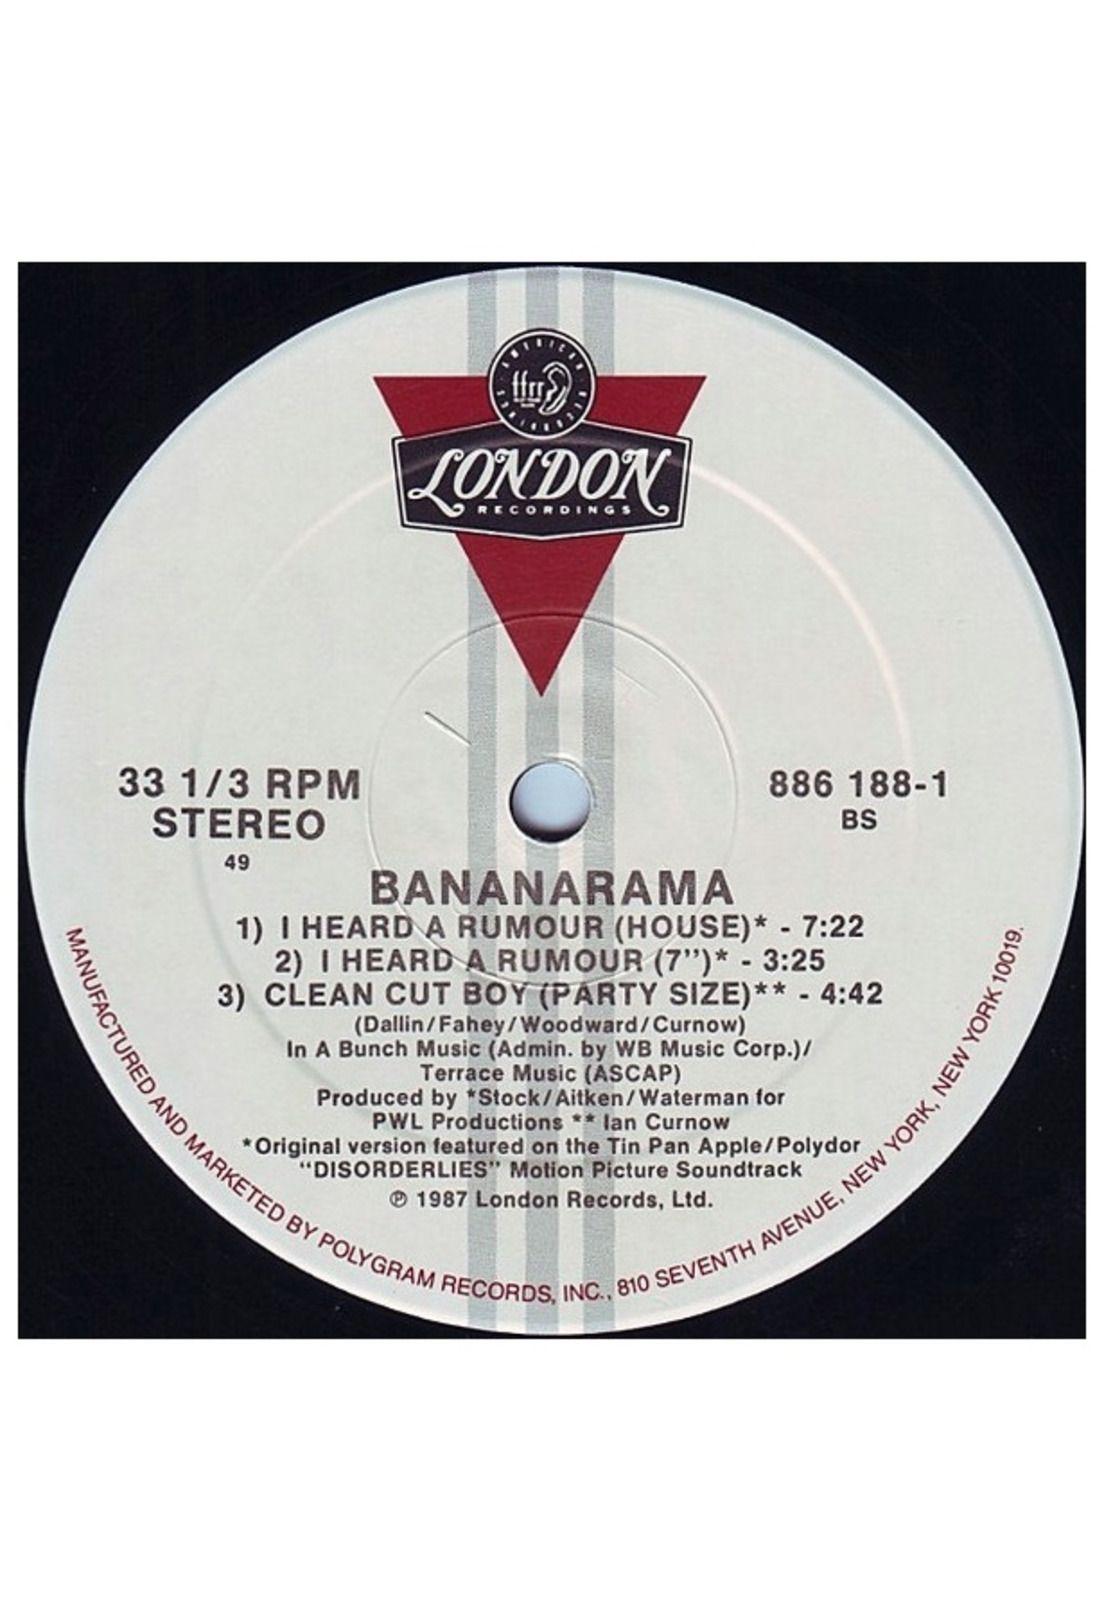 AMERICAN RECORDINGS
ffrr
LONDON
RECORDINGS
33 1/3 RPM
STEREO
49
886 188-1
BS
BANANARAMA
1) I HEARD A RUMOUR (HOUSE)* - 7:22
2) I HEARD A RUMOUR (7")* - 3:25
3) CLEAN CUT BOY (PARTY SIZE)** - 4:42
(Dallin/Fahey/Woodward/Curnow)
In A Bunch Music (Admin. by WB Music Corp.)/
Terrace Music (ASCAP)
Produced by *Stock/Aitken/Waterman for
PWL Productions ** Ian Curnow
*Original version featured on the Tin Pan Apple/Polydor
"DISORDERLIES" Motion Picture Soundtrack
℗ 1987 London Records, Ltd.
MANUFACTURED AND MARKETED BY POLYGRAM RECORDS, INC., 810 SEVENTH AVENUE, NEW YORK, NEW YORK 10019.